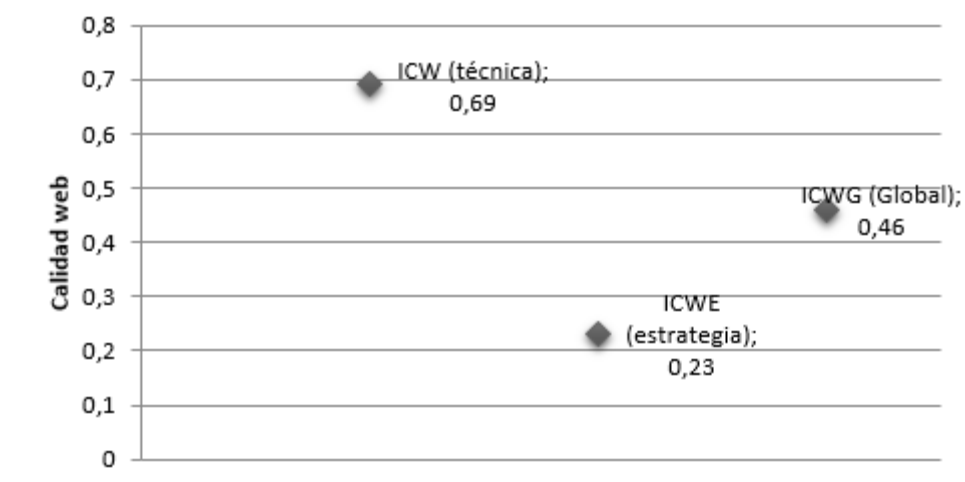 0,8
0,7
0,6
0,5
0,4
0,3
0,2
0,1
0
Calidad web
ICW (técnica);
0,69
ICWG (Global);
0,46
ICWE
(estrategia);
0,23